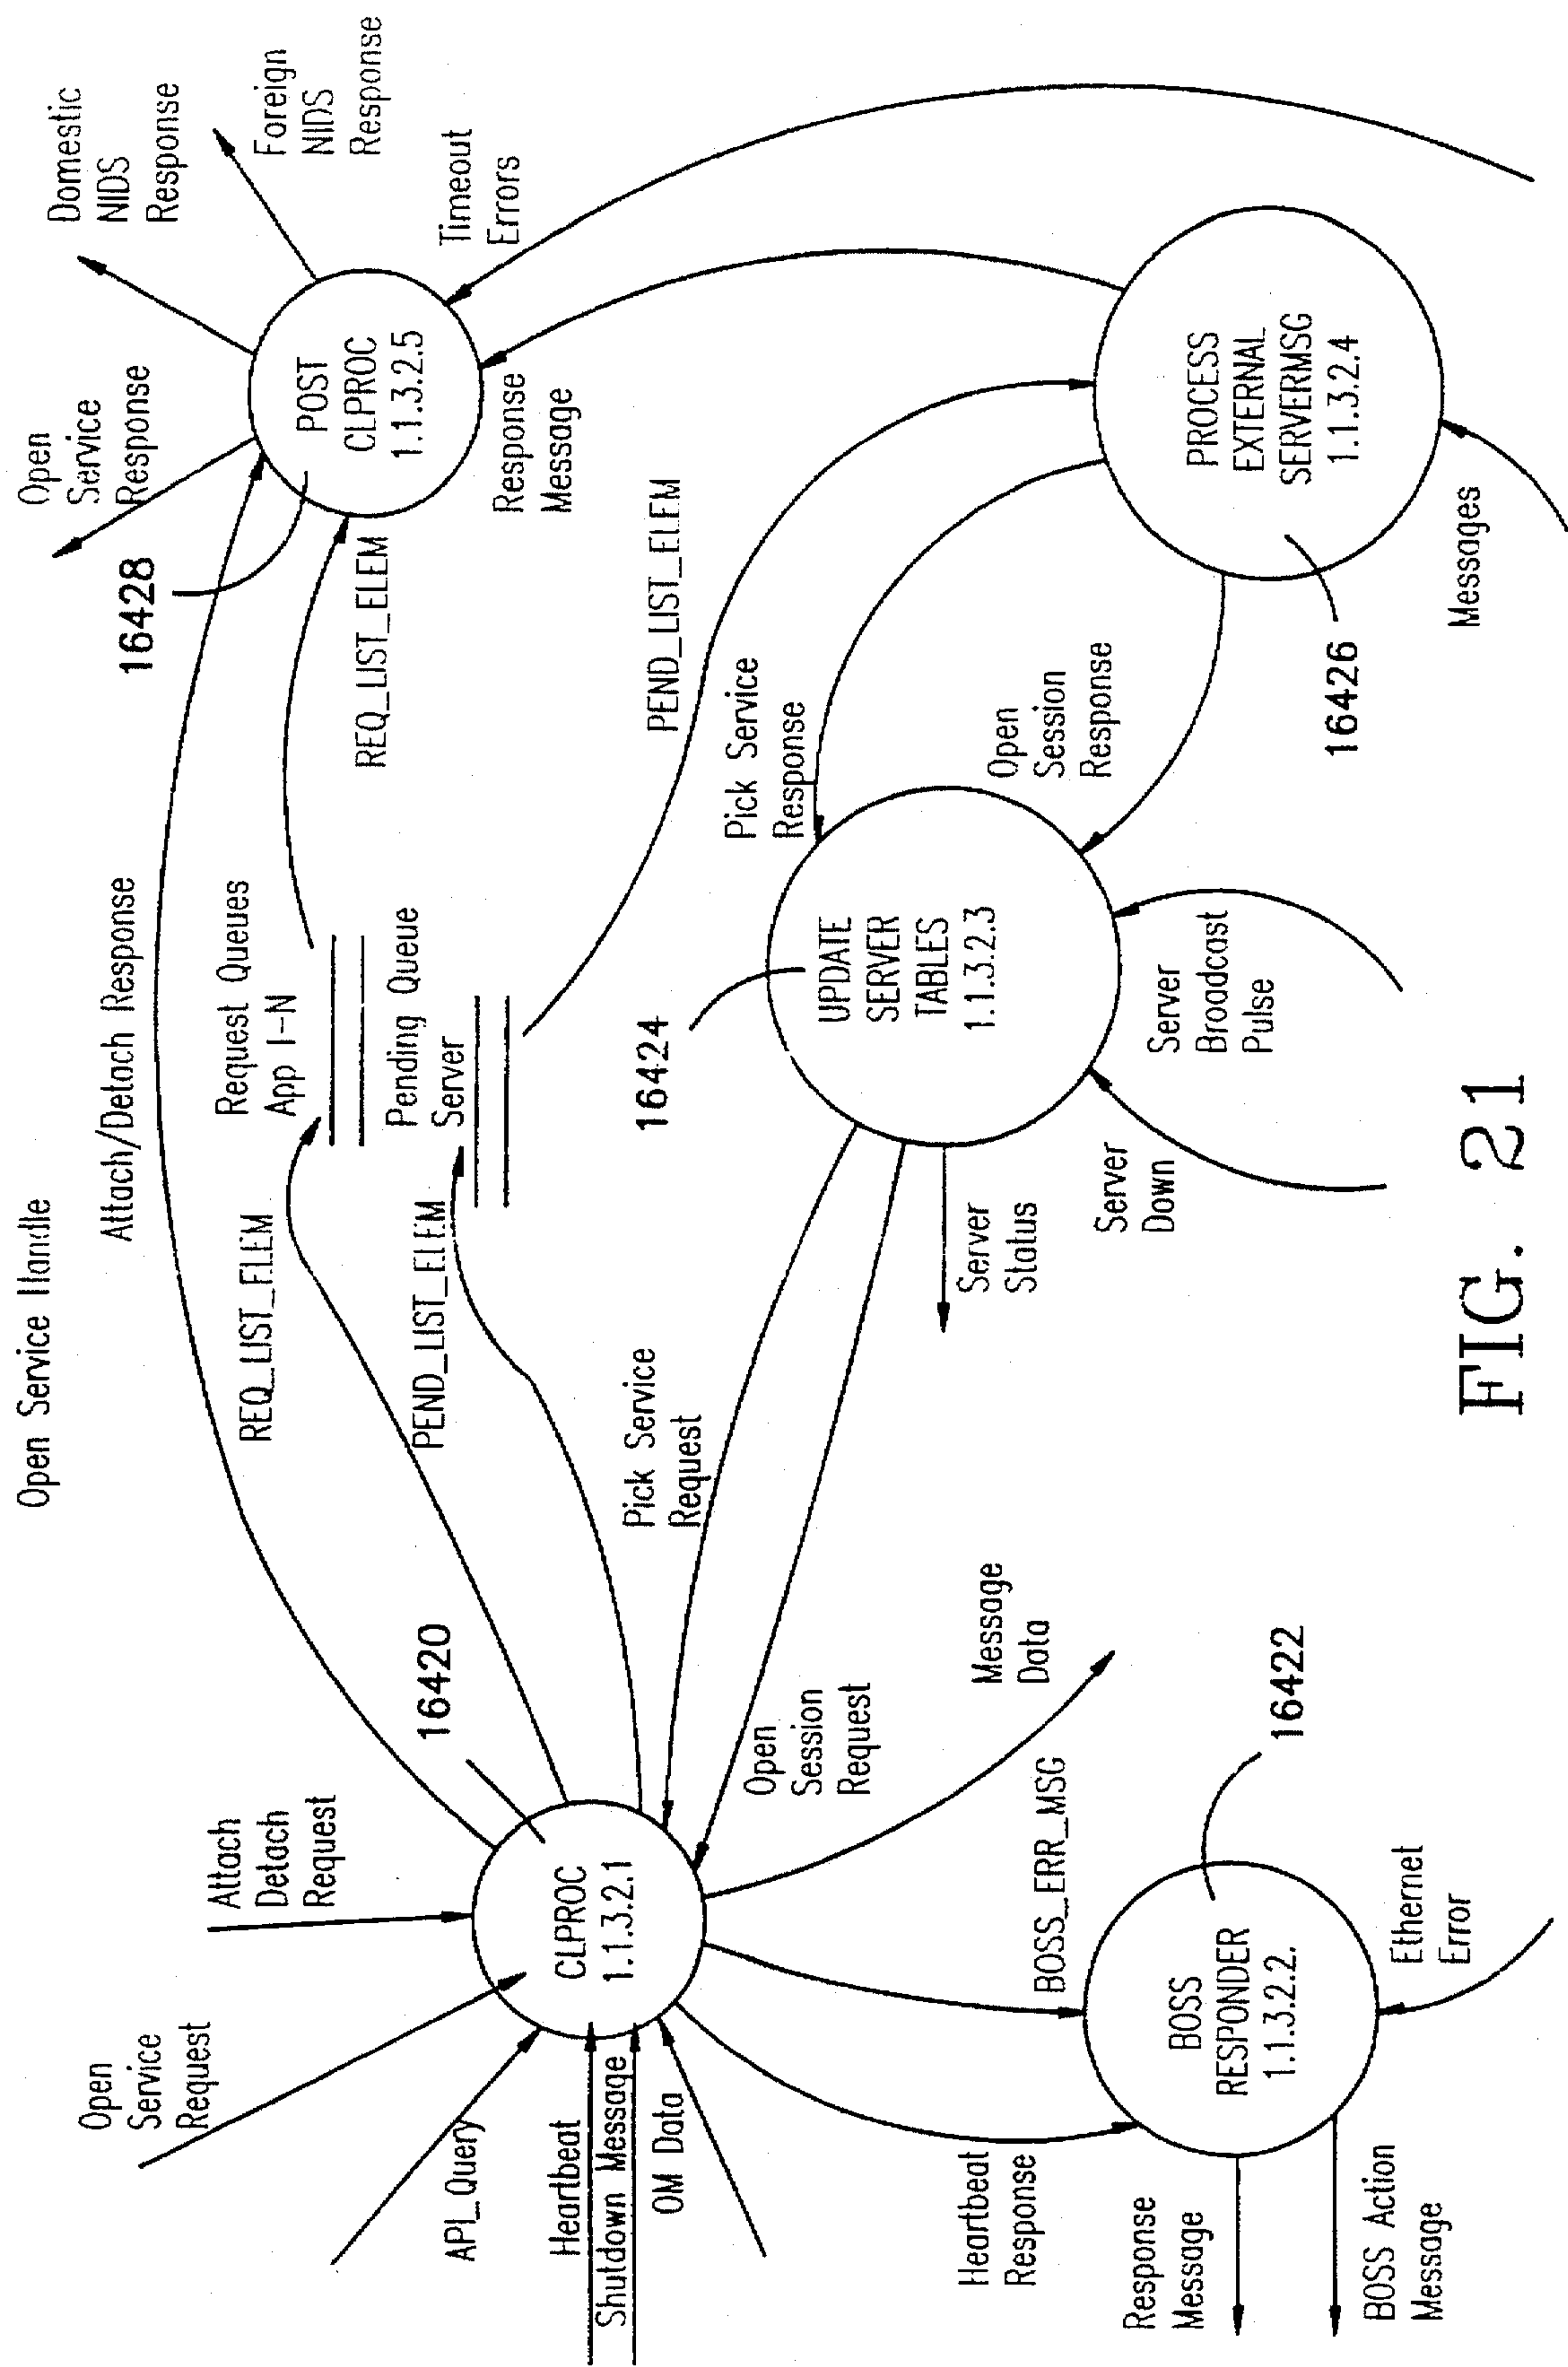 Open Service Handle
Attach/Detach Response
Open
Service
Request
Attach
Detach
Request
API_Query
Heartbeat
Shutdown Message
OM Data
CLPROC
1.1.3.2.1
16420
REQ_LIST_ELEM
PEND_LIST_ELEM
Request Queues
App I-N
Pending Queue
Server
REQ_LIST_ELEM
PEND_LIST_ELEM
16428
Open
Service
Response
Domestic
NIDS
Response
Foreign
NIDS
Response
POST
CLPROC
1.1.3.2.5
Timeout
Errors
Response
Message
Pick Service
Request
Open
Session
Request
Message
Data
16424
UPDATE
SERVER
TABLES
1.1.3.2.3
Pick Service
Response
Open
Session
Response
Server
Status
Server
Down
Server
Broadcast
Pulse
PROCESS
EXTERNAL
SERVERMSG
1.1.3.2.4
16426
Messages
Heartbeat
Response
BOSS_ERR_MSG
16422
BOSS
RESPONDER
1.1.3.2.2.
Response
Message
BOSS Action
Message
Ethernet
Error
FIG. 21